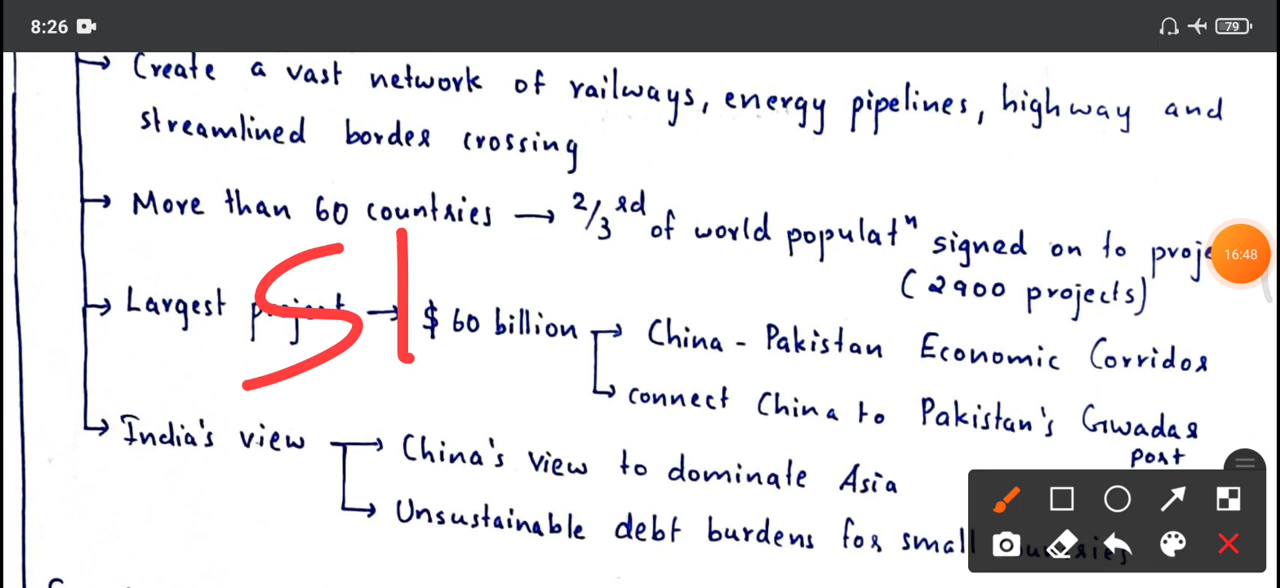 8:26
79
Create a vast network of railways, energy pipelines, highway and
streamlined border crossing
More than 60 countries → 2/3rd of world populatn signed on to proje
16:48
(2900 projects)
Largest project → $ 60 billion → China - Pakistan Economic Corridor
51
→ connect China to Pakistan's Gwadar
port
India's view → China's view to dominate Asia
→ Unsustainable debt burdens for small